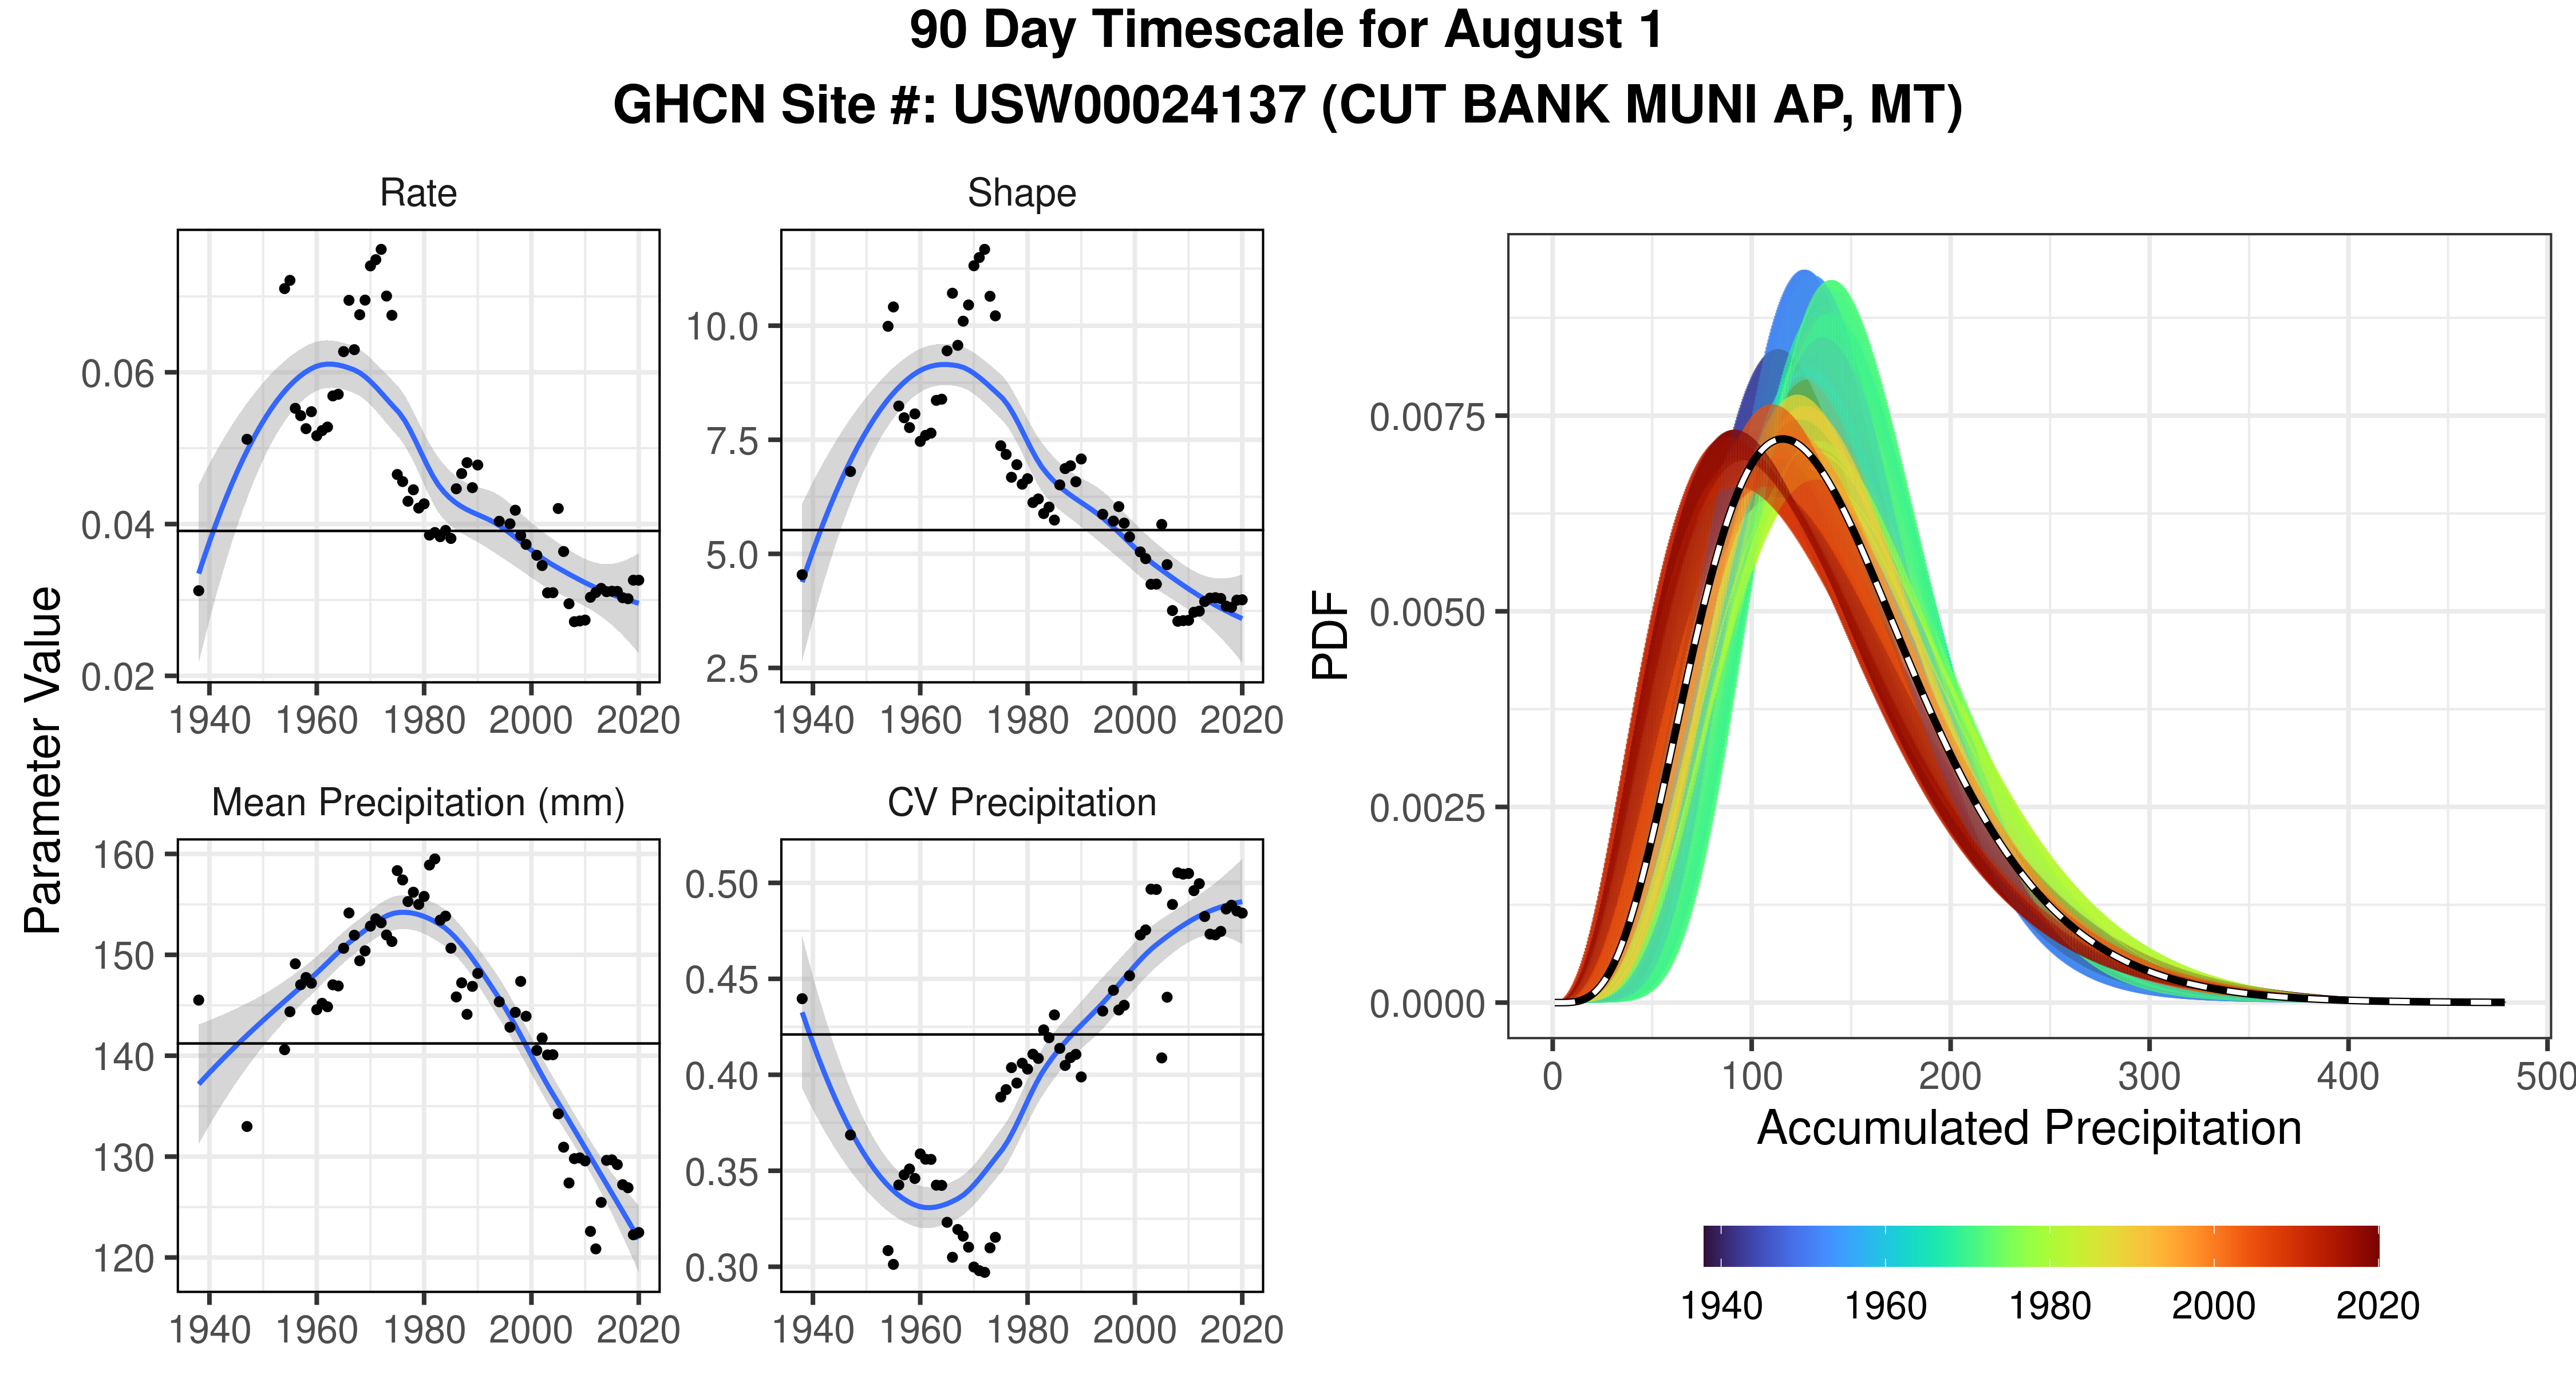 90 Day Timescale for August 1
GHCN Site #: USW00024137 (CUT BANK MUNI AP, MT)
Parameter Value
Rate
0.06
0.04
0.02
1940 1960 1980 2000 2020
Shape
10.0
7.5
5.0
2.5
1940 1960 1980 2000 2020
Mean Precipitation (mm)
160
150
140
130
120
1940 1960 1980 2000 2020
CV Precipitation
0.50
0.45
0.40
0.35
0.30
1940 1960 1980 2000 2020
PDF
0.0075
0.0050
0.0025
0.0000
0 100 200 300 400 500
Accumulated Precipitation
1940 1960 1980 2000 2020